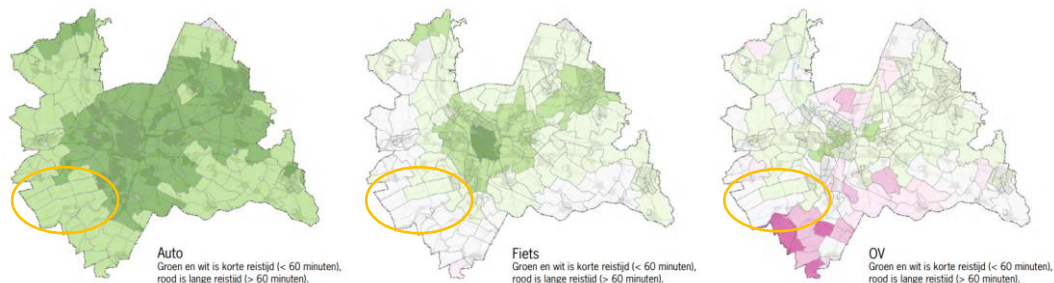 Auto
Groen en wit is korte reistijd (< 60 minuten),
rood is lange reistijd (> 60 minuten).
Fiets
Groen en wit is korte reistijd (< 60 minuten),
rood is lange reistijd (> 60 minuten).
OV
Groen en wit is korte reistijd (< 60 minuten),
rood is lange reistijd (> 60 minuten).